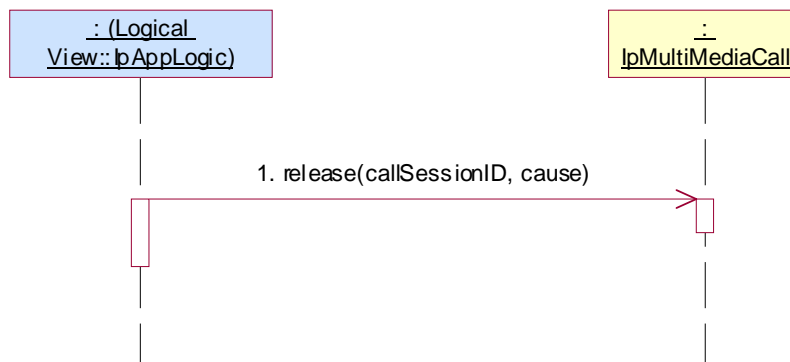 : (Logical
View::IpAppLogic)
:
IpMultiMediaCall
1. release(callSessionID, cause)